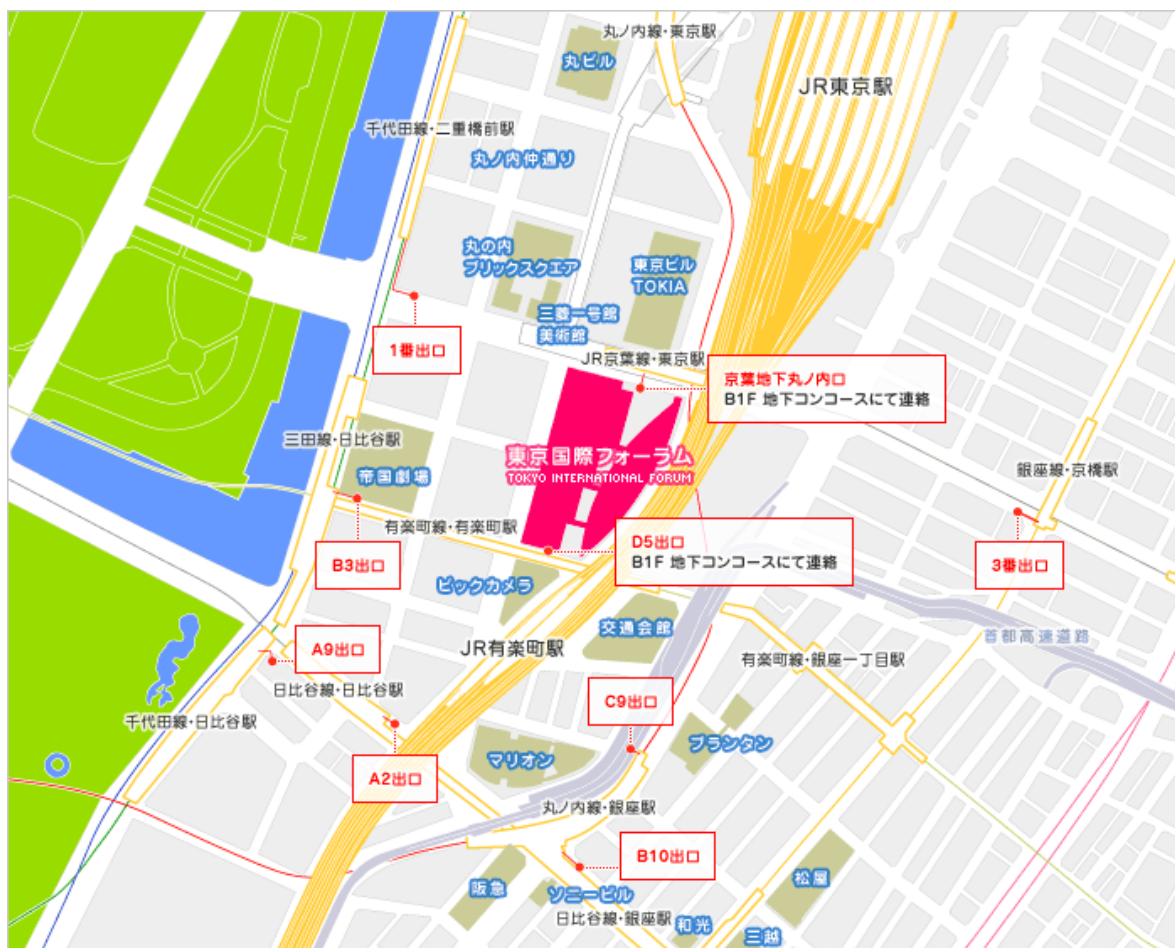 丸ノ内線・東京駅
丸ビル
JR東京駅
千代田線・二重橋前駅
丸ノ内仲通り
丸の内
ブリックスクエア
東京ビル
TOKIA
三菱一号館
美術館
1番出口
JR京葉線・東京駅
京葉地下丸ノ内口
B1F 地下コンコースにて連絡
三田線・日比谷駅
帝国劇場
東京国際フォーラム
TOKYO INTERNATIONAL FORUM
銀座線・京橋駅
有楽町線・有楽町駅
D5出口
B1F 地下コンコースにて連絡
B3出口
3番出口
ビックカメラ
交通会館
首都高速道路
A9出口
JR有楽町駅
有楽町線・銀座一丁目駅
日比谷線・日比谷駅
C9出口
千代田線・日比谷駅
プランタン
マリオン
A2出口
丸ノ内線・銀座駅
B10出口
阪急
ソニービル
松屋
日比谷線・銀座駅
和光
三越